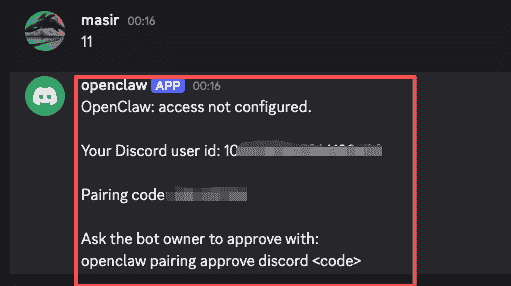 masir 00:16
11
openclaw APP 00:16
OpenClaw: access not configured.
Your Discord user id: 10
Pairing code
Ask the bot owner to approve with:
openclaw pairing approve discord <code>